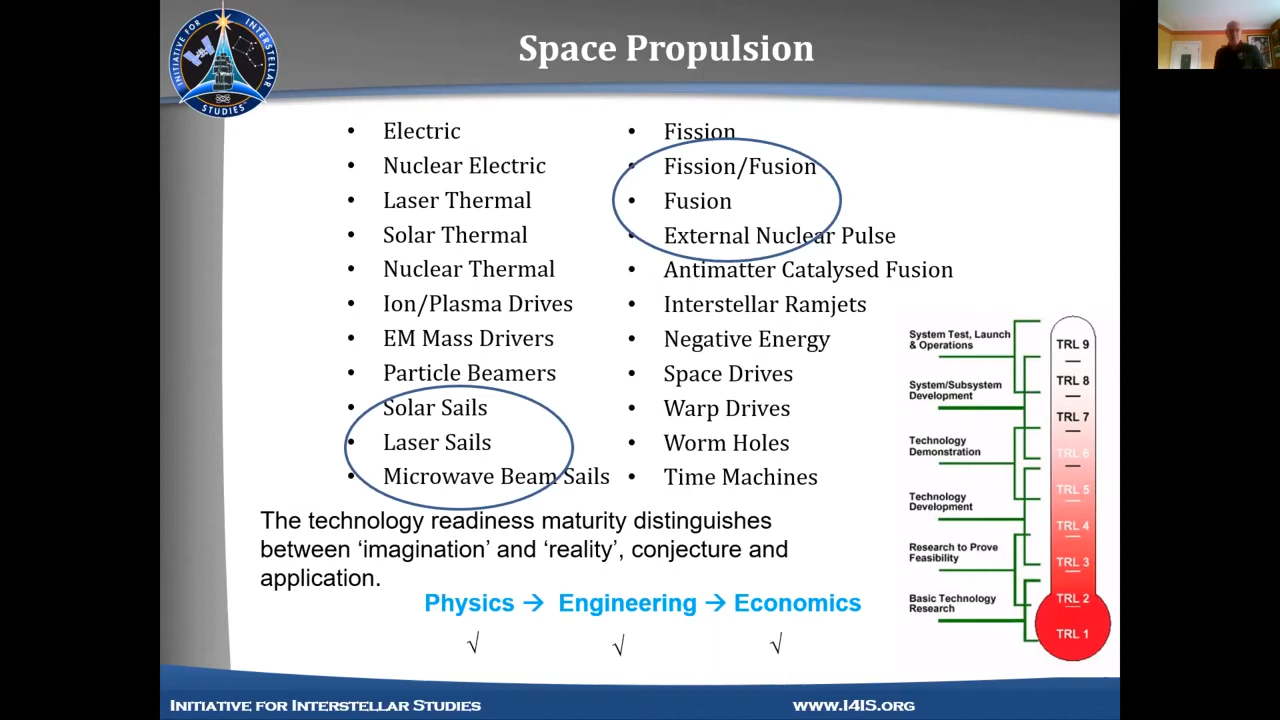 INITIATIVE FOR INTERSTELLAR STUDIES
Space Propulsion
• Electric
• Nuclear Electric
• Laser Thermal
• Solar Thermal
• Nuclear Thermal
• Ion/Plasma Drives
• EM Mass Drivers
• Particle Beamers
• Solar Sails
• Laser Sails
• Microwave Beam Sails
• Fission
• Fission/Fusion
• Fusion
• External Nuclear Pulse
• Antimatter Catalysed Fusion
• Interstellar Ramjets
• Negative Energy
• Space Drives
• Warp Drives
• Worm Holes
• Time Machines
The technology readiness maturity distinguishes
between ‘imagination’ and ‘reality’, conjecture and
application.
Physics → Engineering → Economics
√ √ √
System Test, Launch
& Operations
System/Subsystem
Development
Technology
Demonstration
Technology
Development
Research to Prove
Feasibility
Basic Technology
Research
TRL 9
TRL 8
TRL 7
TRL 6
TRL 5
TRL 4
TRL 3
TRL 2
TRL 1
INITIATIVE FOR INTERSTELLAR STUDIES
WWW.I4IS.ORG